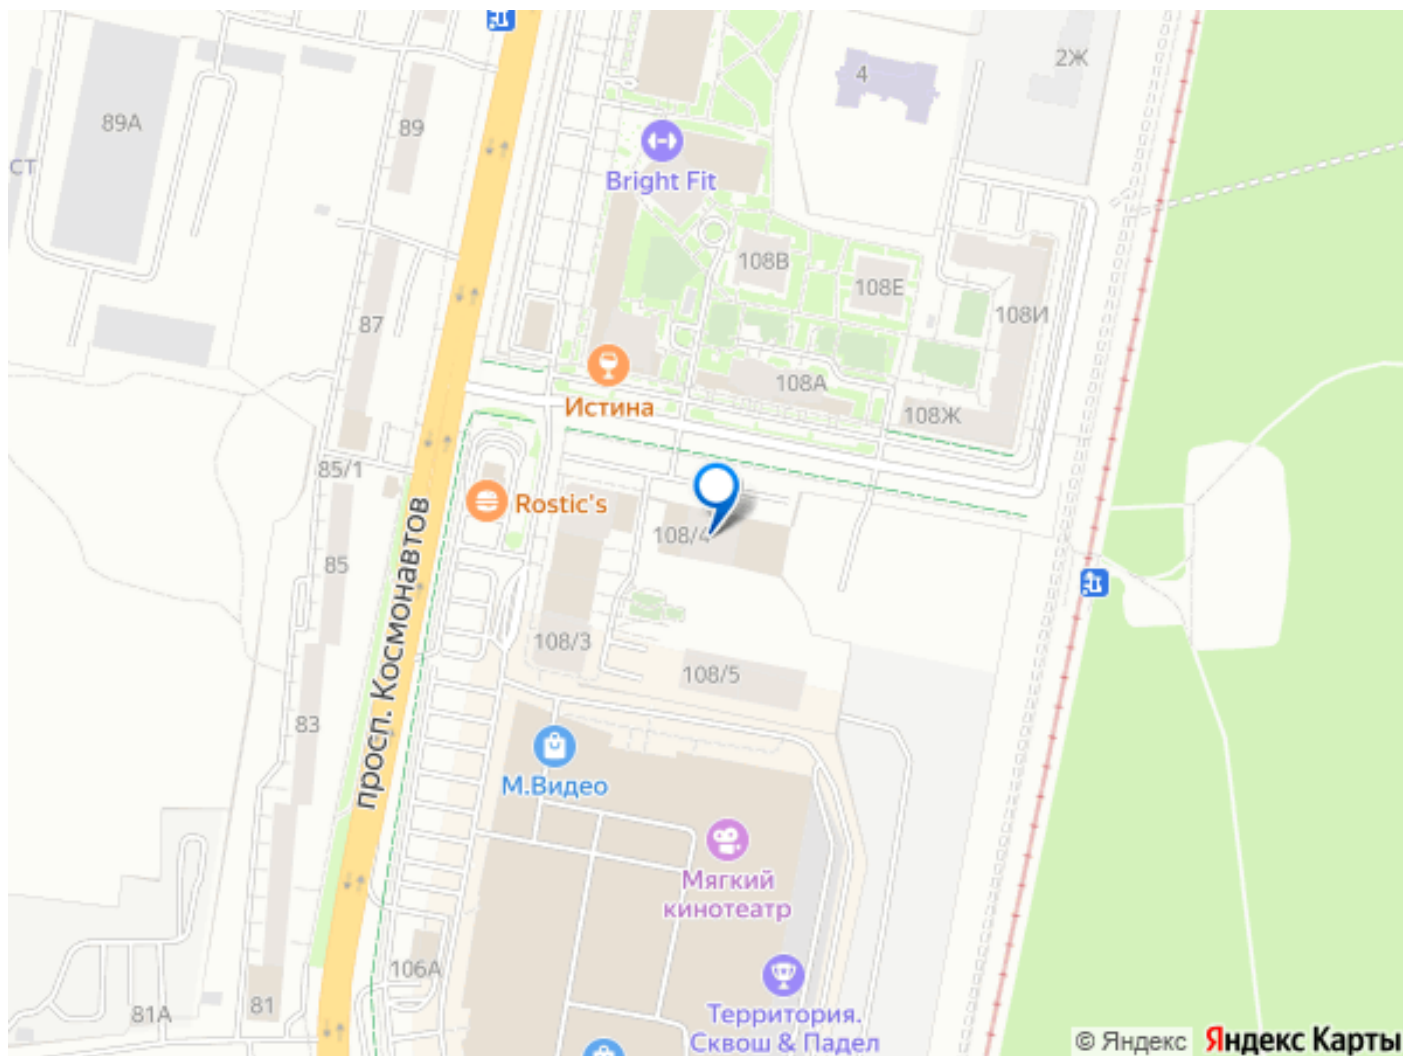 2Ж
4
89А
89
СТ
Bright Fit
108В
108Е
108И
87
108А
Истина
108Ж
85/1
Rostic's
108/4
85
просп. Космонавтов
108/3
108/5
83
М.Видео
Мягкий
кинотеатр
106А
81
81А
Территория.
Сквош & Падел
© Яндекс
Яндекс Карты